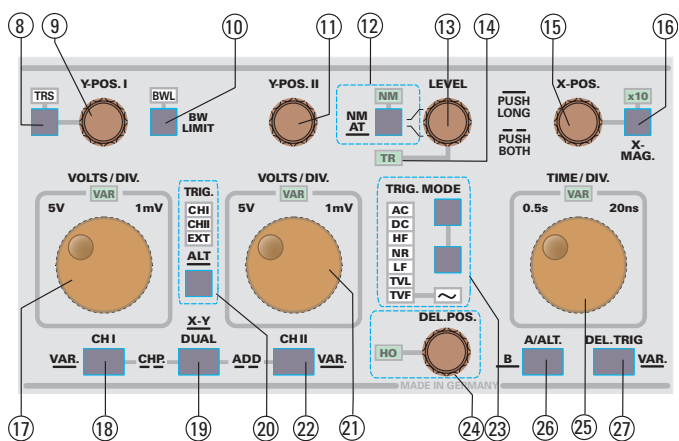 8 9 10 11 12 13 14 15 16
Y-POS. I Y-POS. II LEVEL X-POS.
TRS BWL NM x10
BW
LIMIT
NM
AT
PUSH
LONG
PUSH
BOTH
X-
MAG.
TR
VOLTS / DIV. TRIG. VOLTS / DIV. TRIG. MODE TIME / DIV.
VAR VAR VAR
5V 1mV 5V 1mV 0.5s 20ns
CHI
CHII
EXT
ALT
AC
DC
HF
NR
LF
TVL
TVF ~
X-Y
CH I DUAL CH II
VAR. CHP. ADD VAR.
DEL.POS.
HO
A/ALT. DEL.TRIG
B VAR.
MADE IN GERMANY
17 18 19 20 22 21 24 23 26 25 27